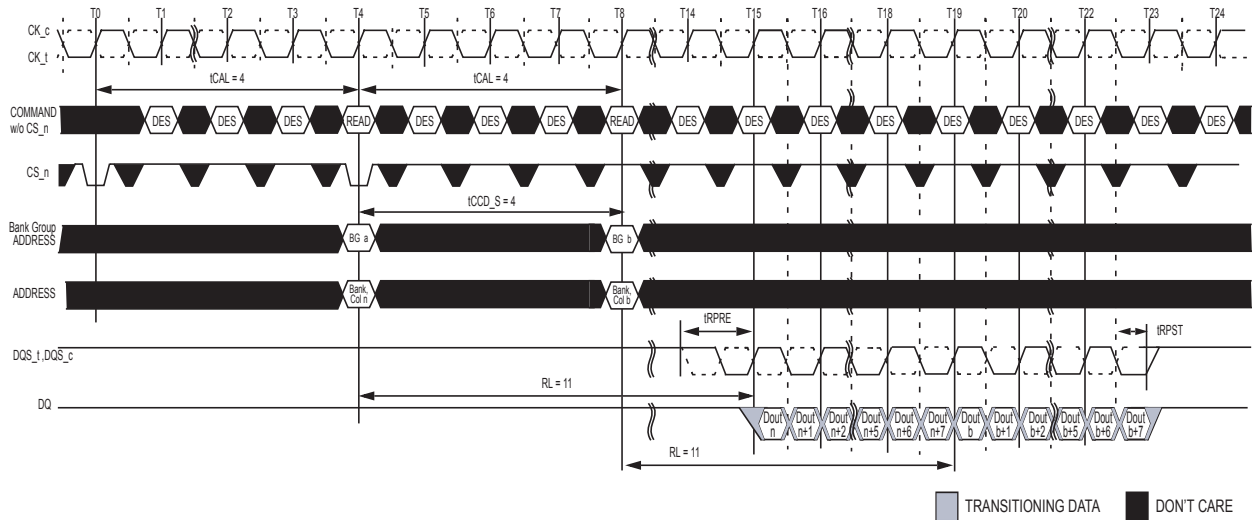 T0 T1 T2 T3 T4 T5 T6 T7 T8 T14 T15 T16 T18 T19 T20 T22 T23 T24
CK_c
CK_t
tCAL = 4 tCAL = 4
COMMAND
w/o CS_n
DES DES DES READ DES DES DES READ DES DES DES DES DES DES DES DES DES
CS_n
tCCD_S = 4
Bank Group
ADDRESS
BG a BG b
ADDRESS
Bank, Col n
Bank, Col b
tRPRE tRPST
DQS_t ,DQS_c
RL = 11
DQ
Dout n
Dout n+1
Dout n+2
Dout n+5
Dout n+6
Dout n+7
Dout b
Dout b+1
Dout b+2
Dout b+5
Dout b+6
Dout b+7
RL = 11
TRANSITIONING DATA DON'T CARE